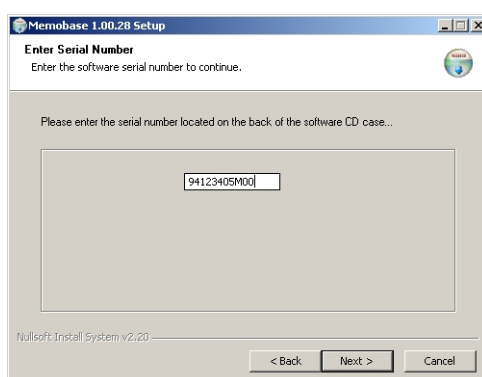 Memobase 1.00.28 Setup
Enter Serial Number
Enter the software serial number to continue.
Please enter the serial number located on the back of the software CD case...
94123405M00
Nullsoft Install System v2.20
< Back
Next >
Cancel